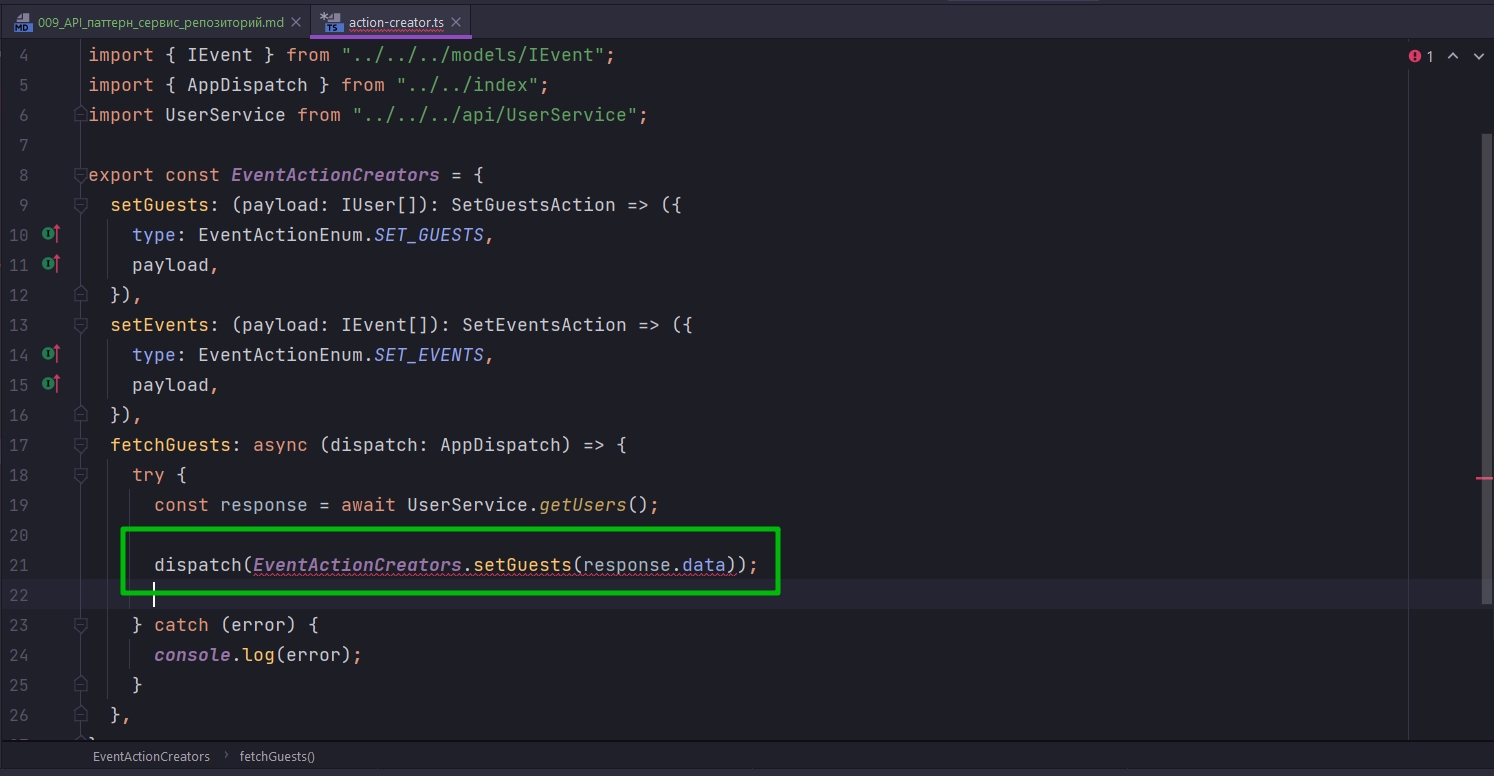 009_API_паттерн_сервис_репозиторий.md action-creator.ts
4 import { IEvent } from "../../../models/IEvent"; 1
5 import { AppDispatch } from "../../index";
6 import UserService from "../../../api/UserService";
7
8 export const EventActionCreators = {
9 setGuests: (payload: IUser[]): SetGuestsAction => ({
10 type: EventActionEnum.SET_GUESTS,
11 payload,
12 }),
13 setEvents: (payload: IEvent[]): SetEventsAction => ({
14 type: EventActionEnum.SET_EVENTS,
15 payload,
16 }),
17 fetchGuests: async (dispatch: AppDispatch) => {
18 try {
19 const response = await UserService.getUsers();
20
21 dispatch(EventActionCreators.setGuests(response.data));
22
23 } catch (error) {
24 console.log(error);
25 }
26 },
EventActionCreators › fetchGuests()